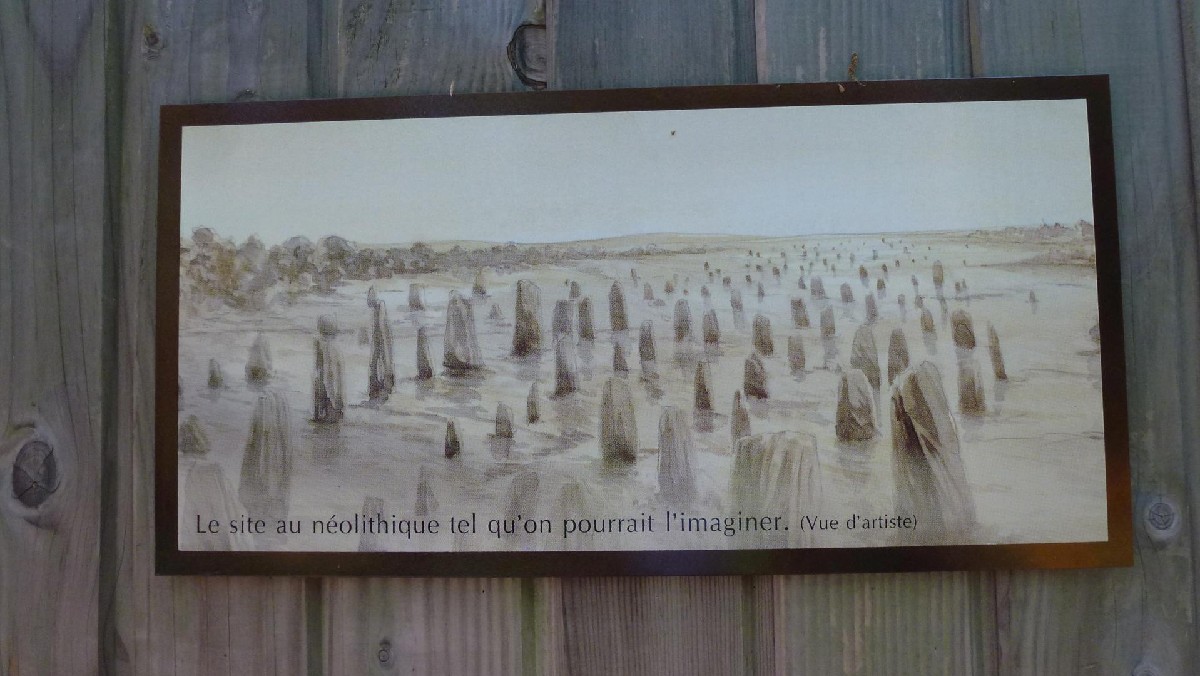 Le site au néolithique tel qu'on pourrait l'imaginer. (Vue d'artiste)